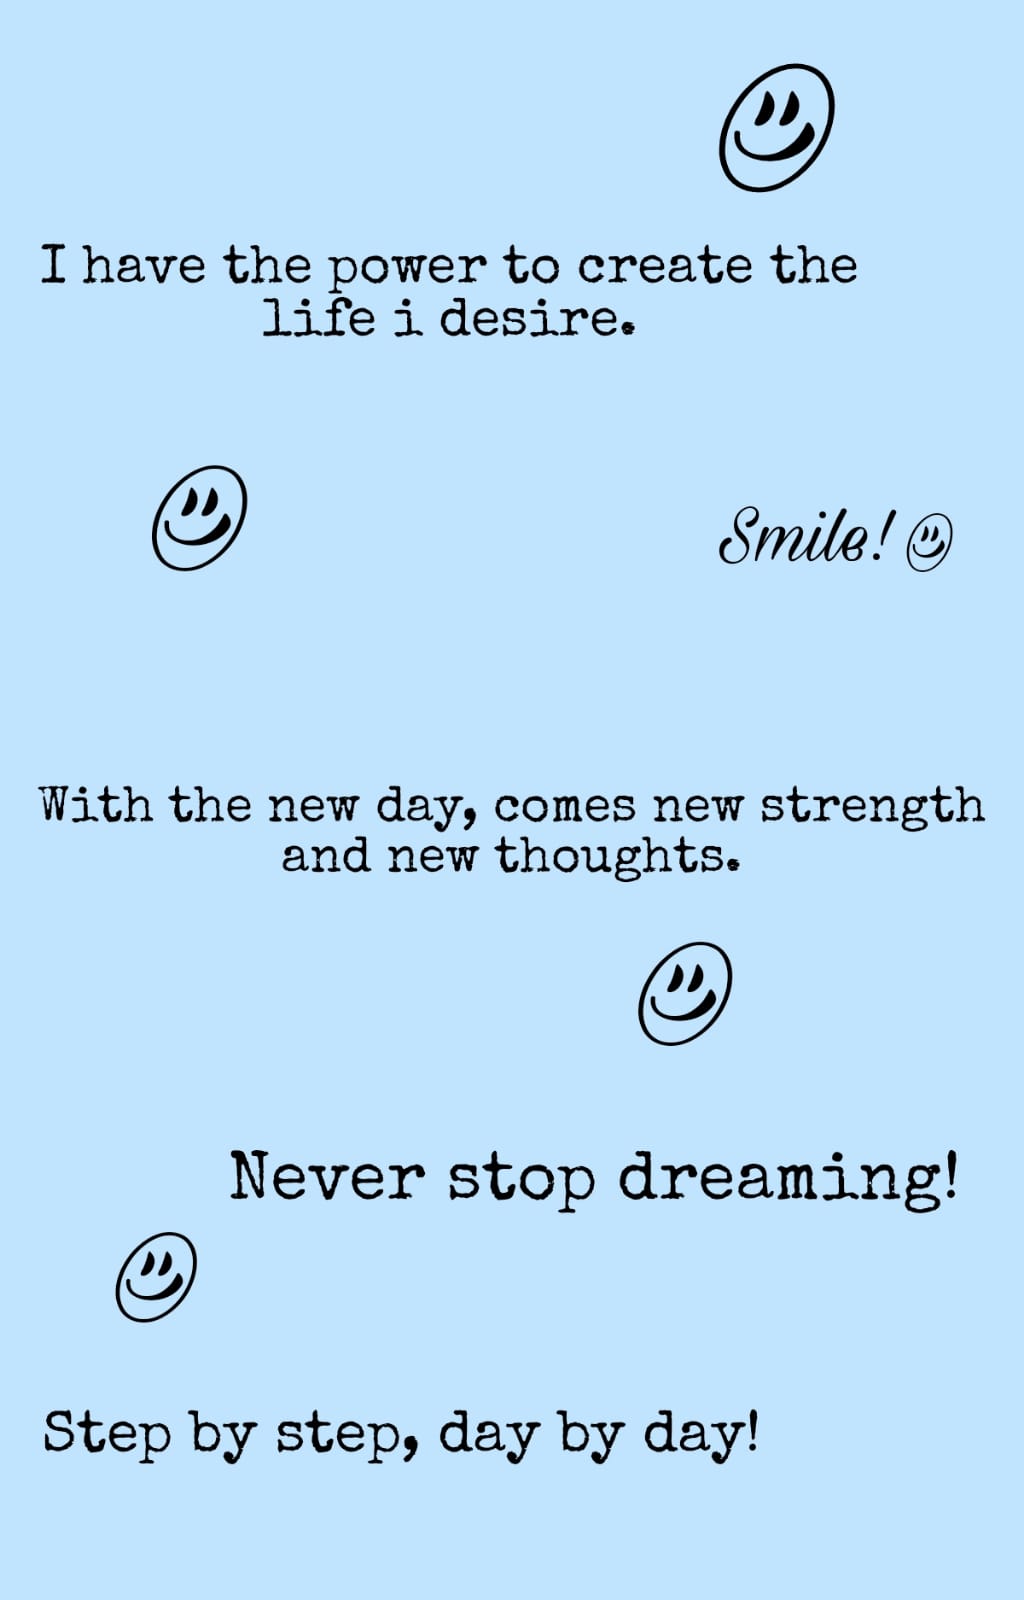 I have the power to create the
life i desire.
Smile!
With the new day, comes new strength
and new thoughts.
Never stop dreaming!
Step by step, day by day!